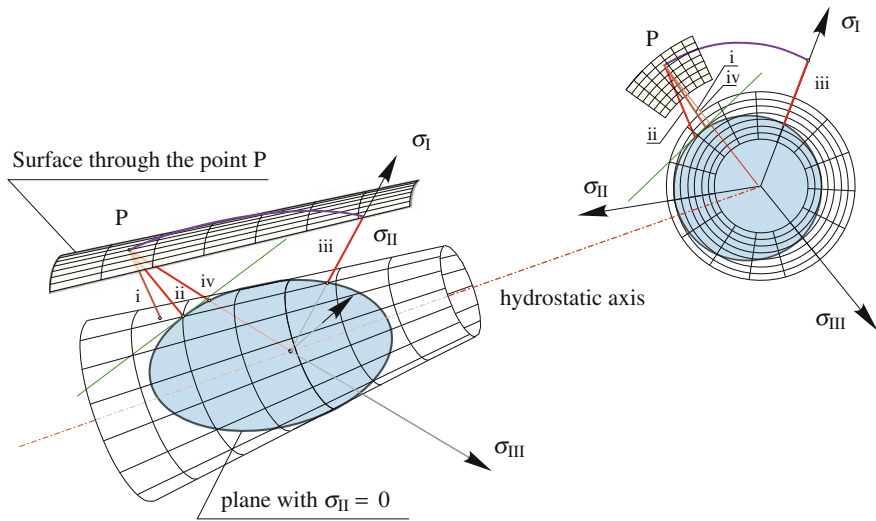 P
σI
i
iv
iii
ii
σII
σIII
Surface through the point P
P
σI
σII
iii
iv
ii
i
hydrostatic axis
σIII
plane with σII = 0